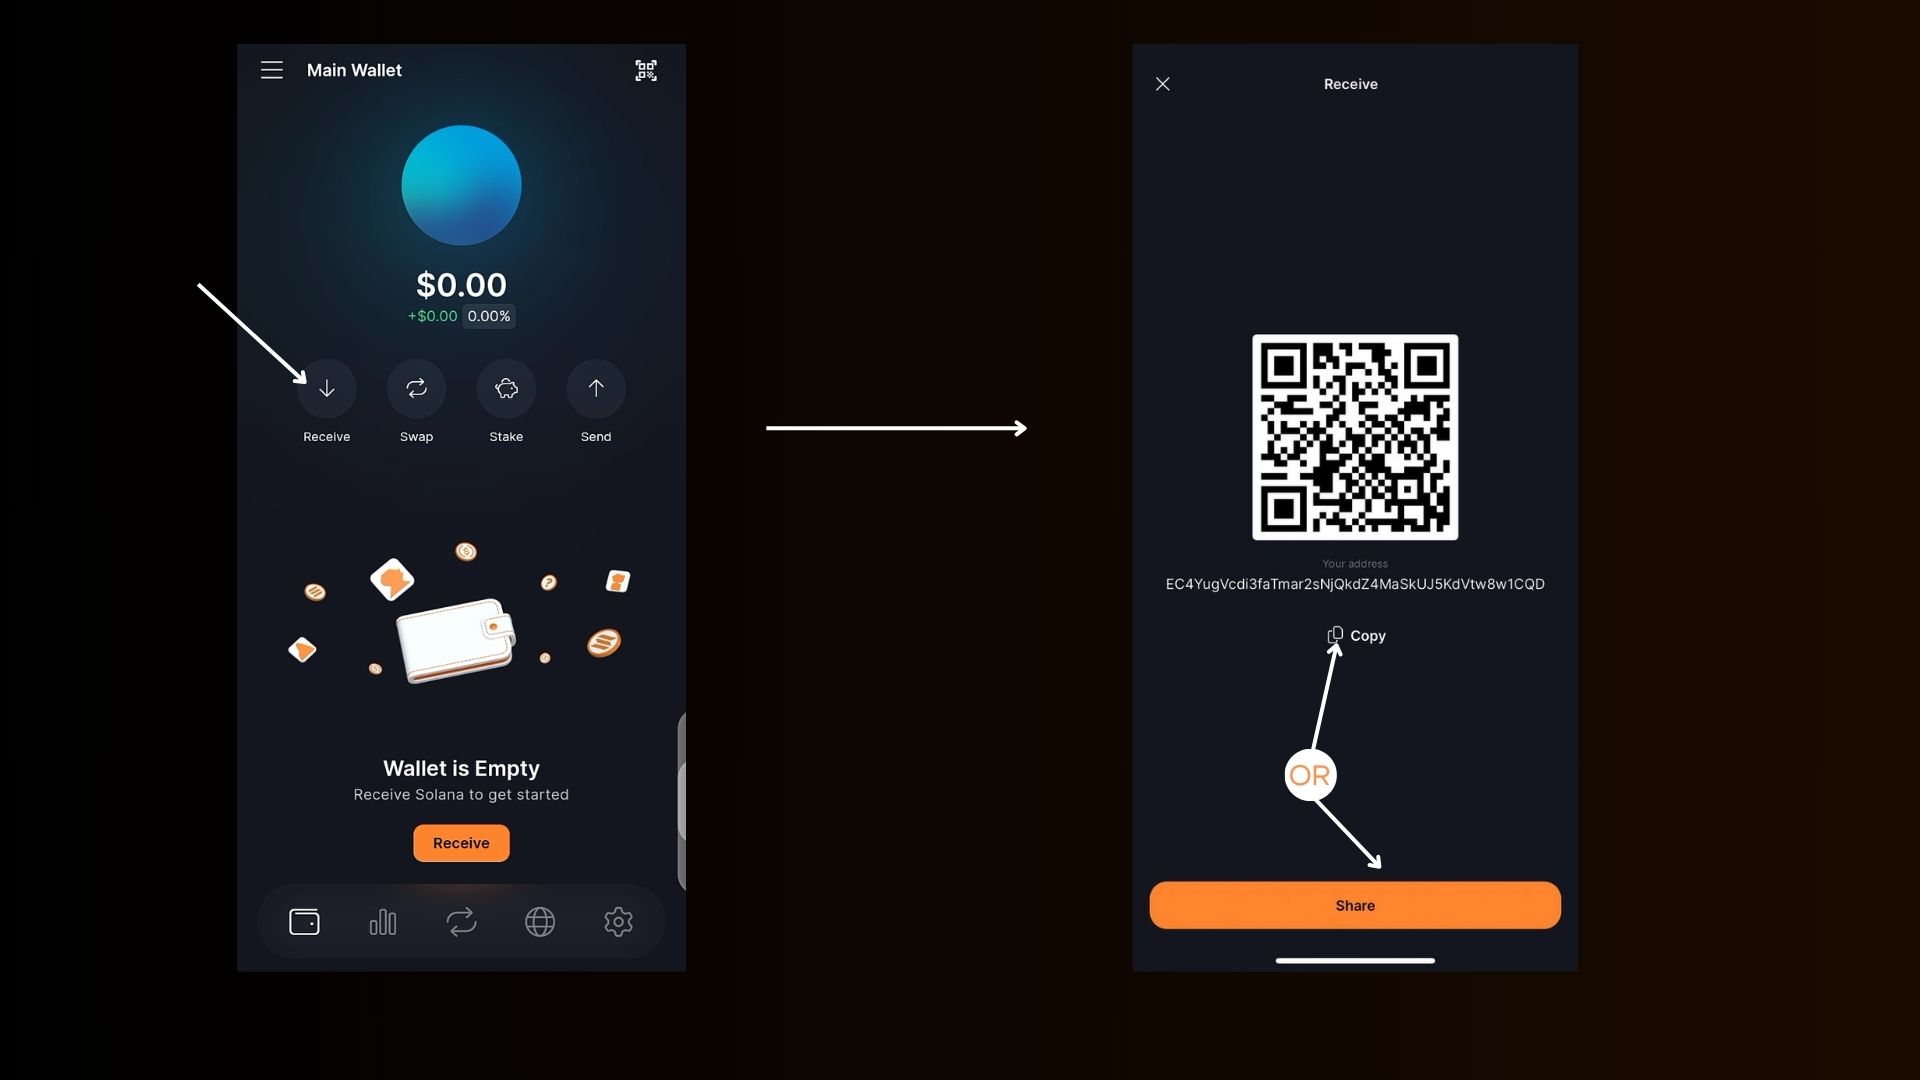 Main Wallet
$0.00
+$0.00 0.00%
Receive
Swap
Stake
Send
Wallet is Empty
Receive Solana to get started
Receive
Receive
Your address
EC4YugVcdi3faTmar2sNjQkdZ4MaSkUJ5KdVtw8w1CQD
Copy
OR
Share